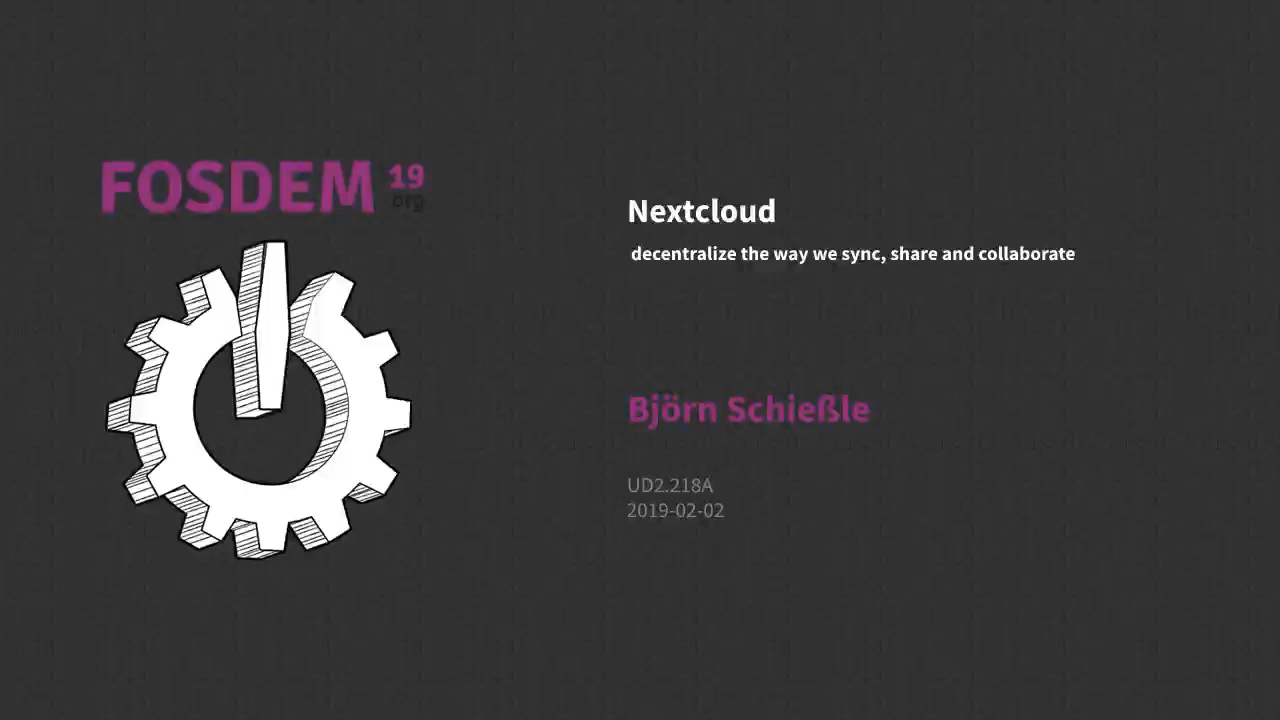 FOSDEM 19
org
Nextcloud
decentralize the way we sync, share and collaborate
Björn Schießle
UD2.218A
2019-02-02